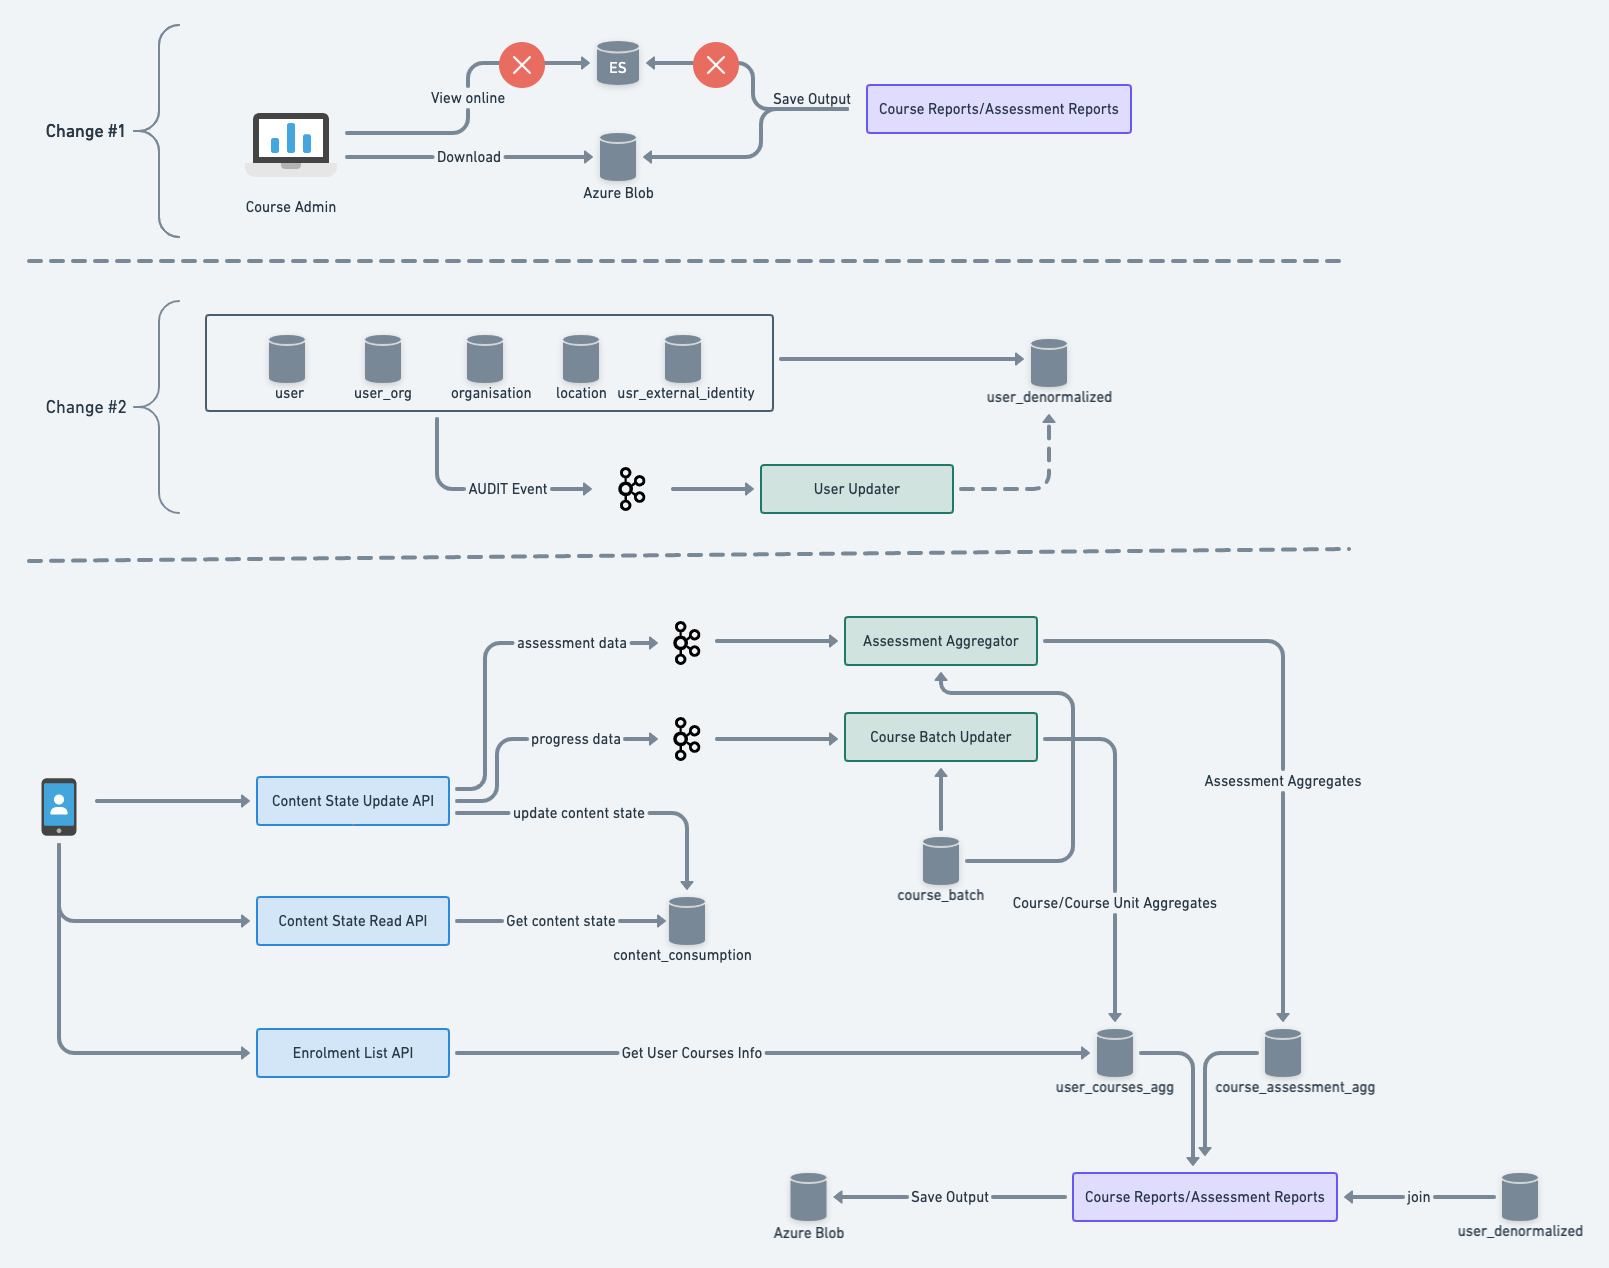 Change #1
View online
ES
Save Output
Course Reports/Assessment Reports
Download
Azure Blob
Course Admin
Change #2
user
user_org
organisation
location
usr_external_identity
user_denormalized
AUDIT Event
User Updater
assessment data
Assessment Aggregator
progress data
Course Batch Updater
Assessment Aggregates
Content State Update API
update content state
course_batch
Course/Course Unit Aggregates
Content State Read API
Get content state
content_consumption
Enrolment List API
Get User Courses Info
user_courses_agg
course_assessment_agg
Azure Blob
Save Output
Course Reports/Assessment Reports
join
user_denormalized